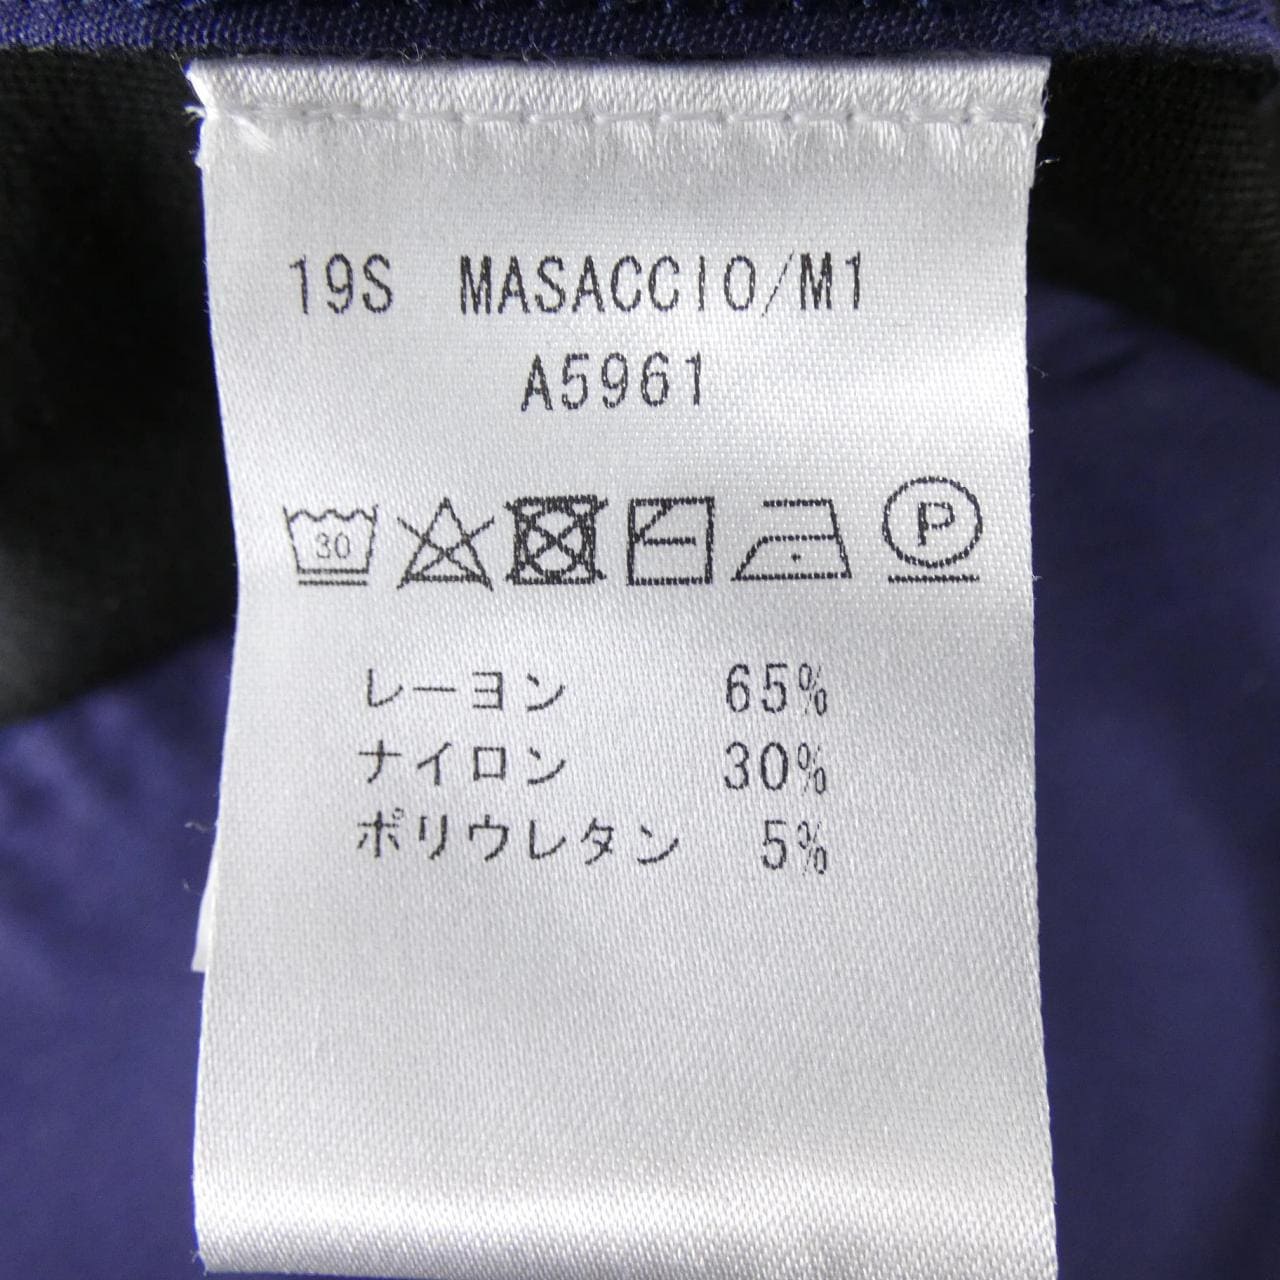 19S MASACCIO/M1
A5961
30 P
レーヨン 65%
ナイロン 30%
ポリウレタン 5%